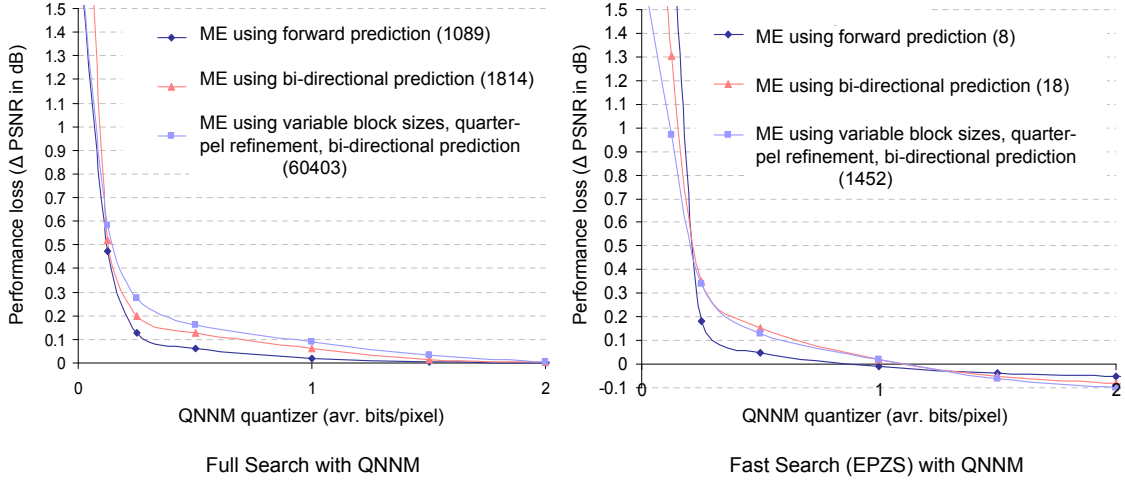 1.5
1.4
1.3
1.2
1.1
1
0.9
0.8
0.7
0.6
0.5
0.4
0.3
0.2
0.1
0
Performance loss (Δ PSNR in dB)
ME using forward prediction (1089)
ME using bi-directional prediction (1814)
ME using variable block sizes, quarter-
pel refinement, bi-directional prediction
(60403)
0 1 2
QNNM quantizer (avr. bits/pixel)
Full Search with QNNM
1.5
1.4
1.3
1.2
1.1
1
0.9
0.8
0.7
0.6
0.5
0.4
0.3
0.2
0.1
0
-0.1
Performance loss (Δ PSNR in dB)
ME using forward prediction (8)
ME using bi-directional prediction (18)
ME using variable block sizes, quarter-
pel refinement, bi-directional prediction
(1452)
0 1 2
QNNM quantizer (avr. bits/pixel)
Fast Search (EPZS) with QNNM